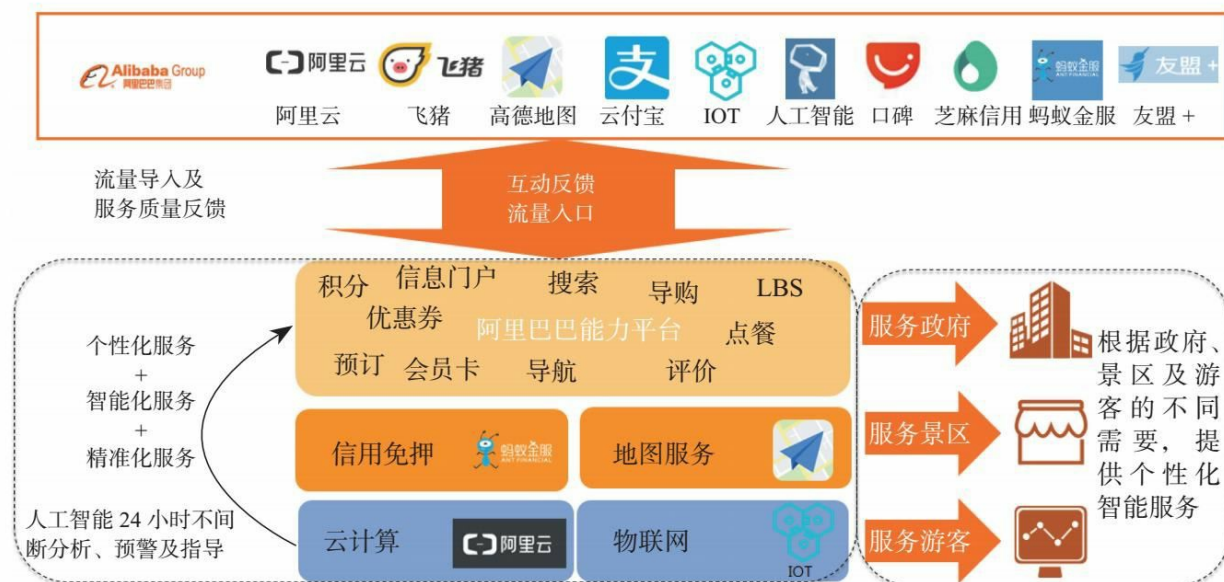 Alibaba Group
阿里巴巴集团
阿里云
飞猪
蚂蚁金服
ANT FINANCIAL
友盟+
阿里云
飞猪
高德地图
云付宝
IOT
人工智能
口碑
芝麻信用
蚂蚁金服
友盟+
流量导入及
服务质量反馈
互动反馈
流量入口
积分
信息门户
搜索
导购
LBS
优惠券
阿里巴巴能力平台
点餐
预订
会员卡
导航
评价
个性化服务
+
智能化服务
+
精准化服务
信用免押
蚂蚁金服
ANT FINANCIAL
地图服务
人工智能 24 小时不间
断分析、预警及指导
云计算
阿里云
物联网
IOT
服务政府
服务景区
服务游客
根据政府、
景区及游
客的不同
需要，提
供个性化
智能服务